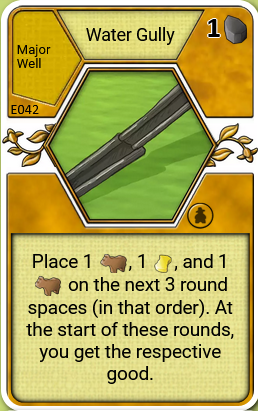 Water Gully
1
Major
Well
E042
Place 1 , 1 , and 1
on the next 3 round
spaces (in that order). At
the start of these rounds,
you get the respective
good.